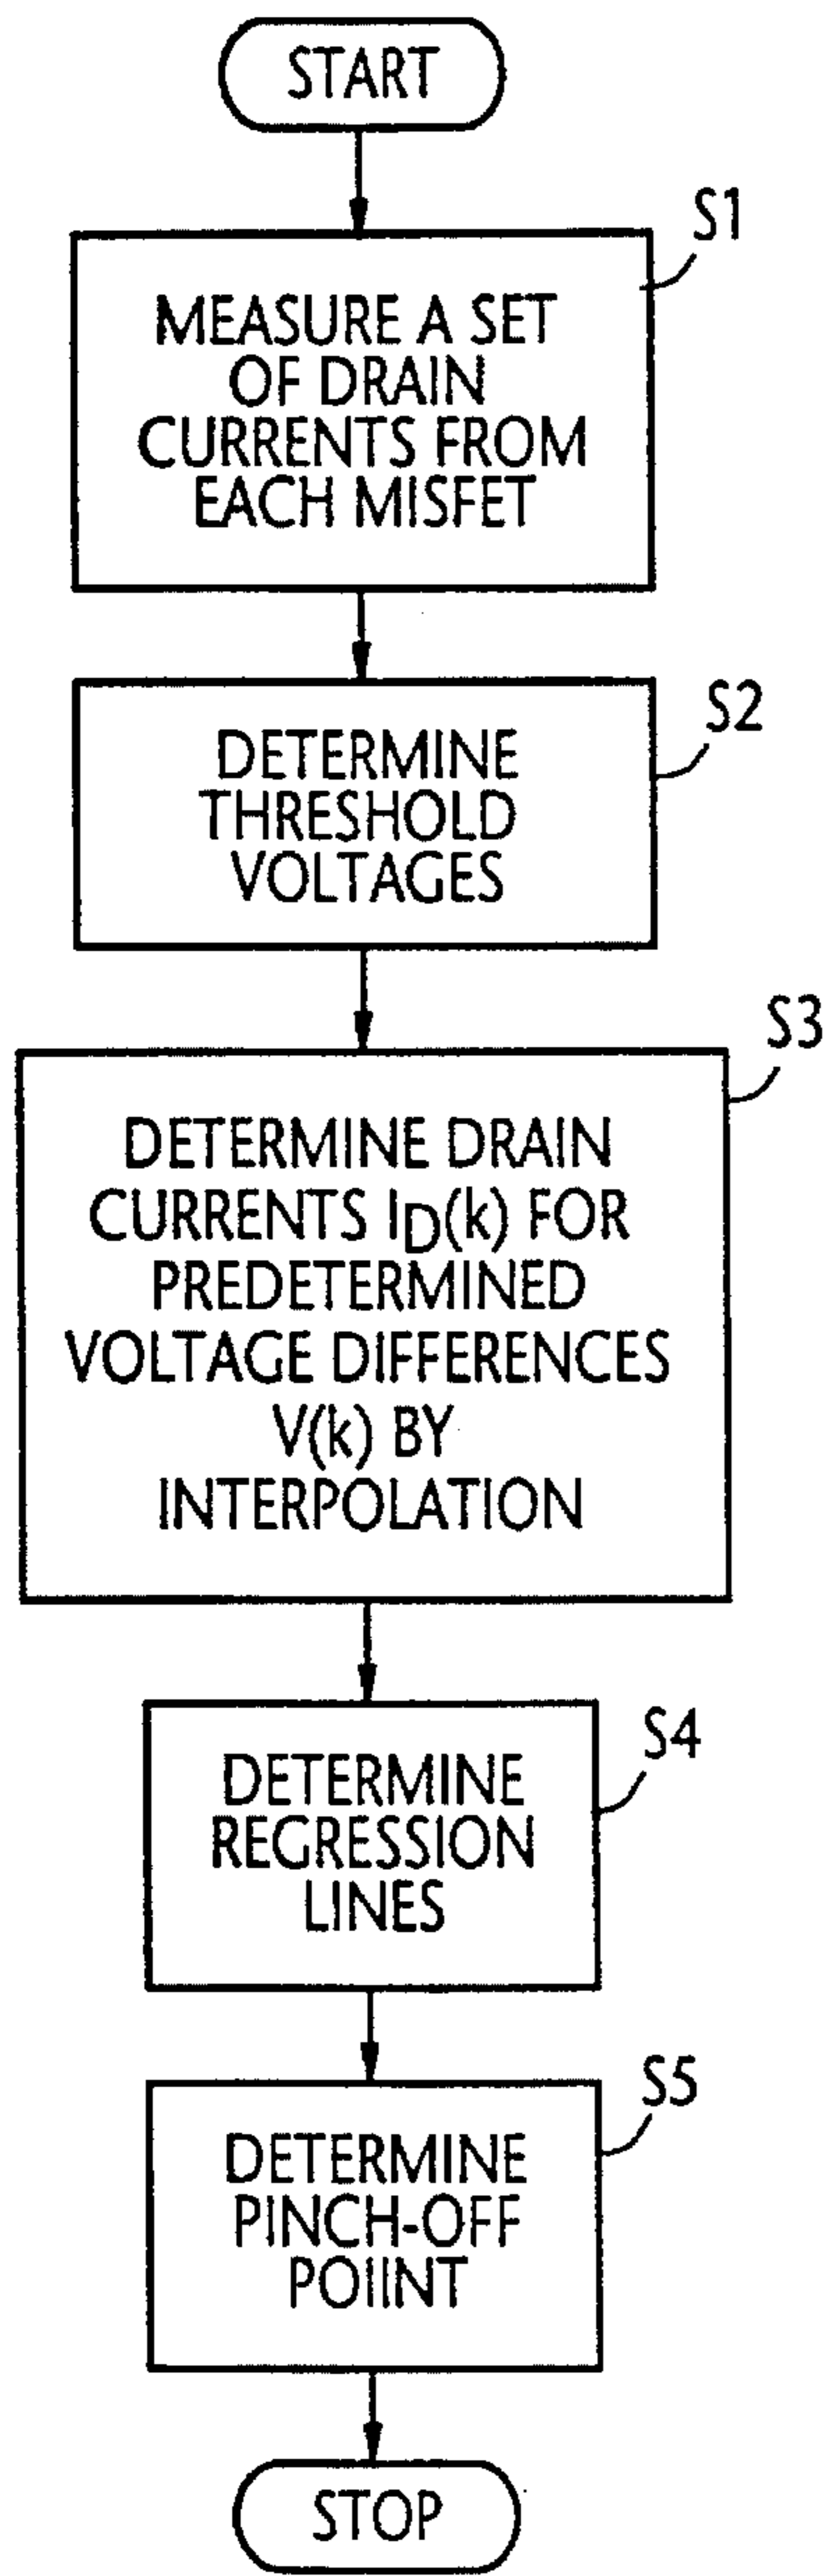 START
S1
MEASURE A SET
OF DRAIN
CURRENTS FROM
EACH MISFET
S2
DETERMINE
THRESHOLD
VOLTAGES
S3
DETERMINE DRAIN
CURRENTS ID(k) FOR
PREDETERMINED
VOLTAGE DIFFERENCES
V(k) BY
INTERPOLATION
S4
DETERMINE
REGRESSION
LINES
S5
DETERMINE
PINCH-OFF
POIINT
STOP